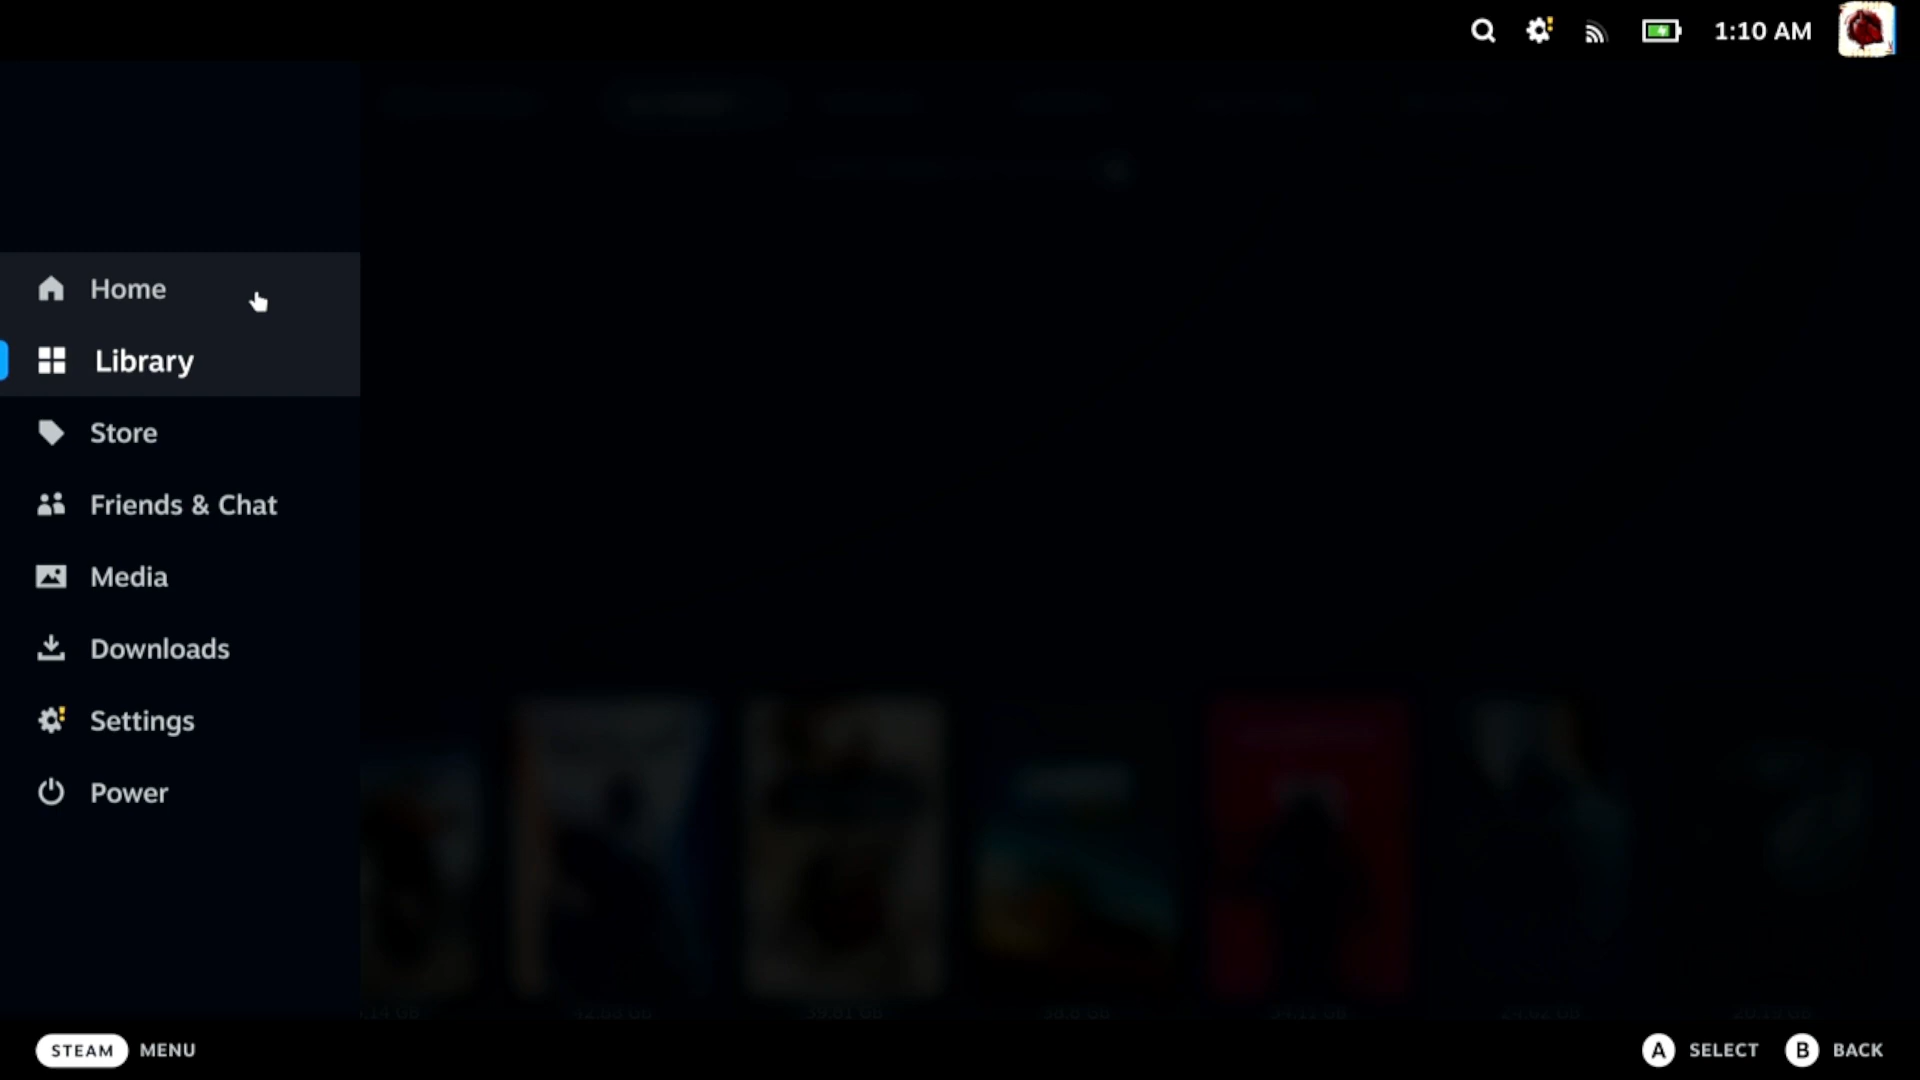 1:10 AM
Home
Library
Store
Friends & Chat
Media
Downloads
Settings
Power
STEAM MENU
A SELECT B BACK